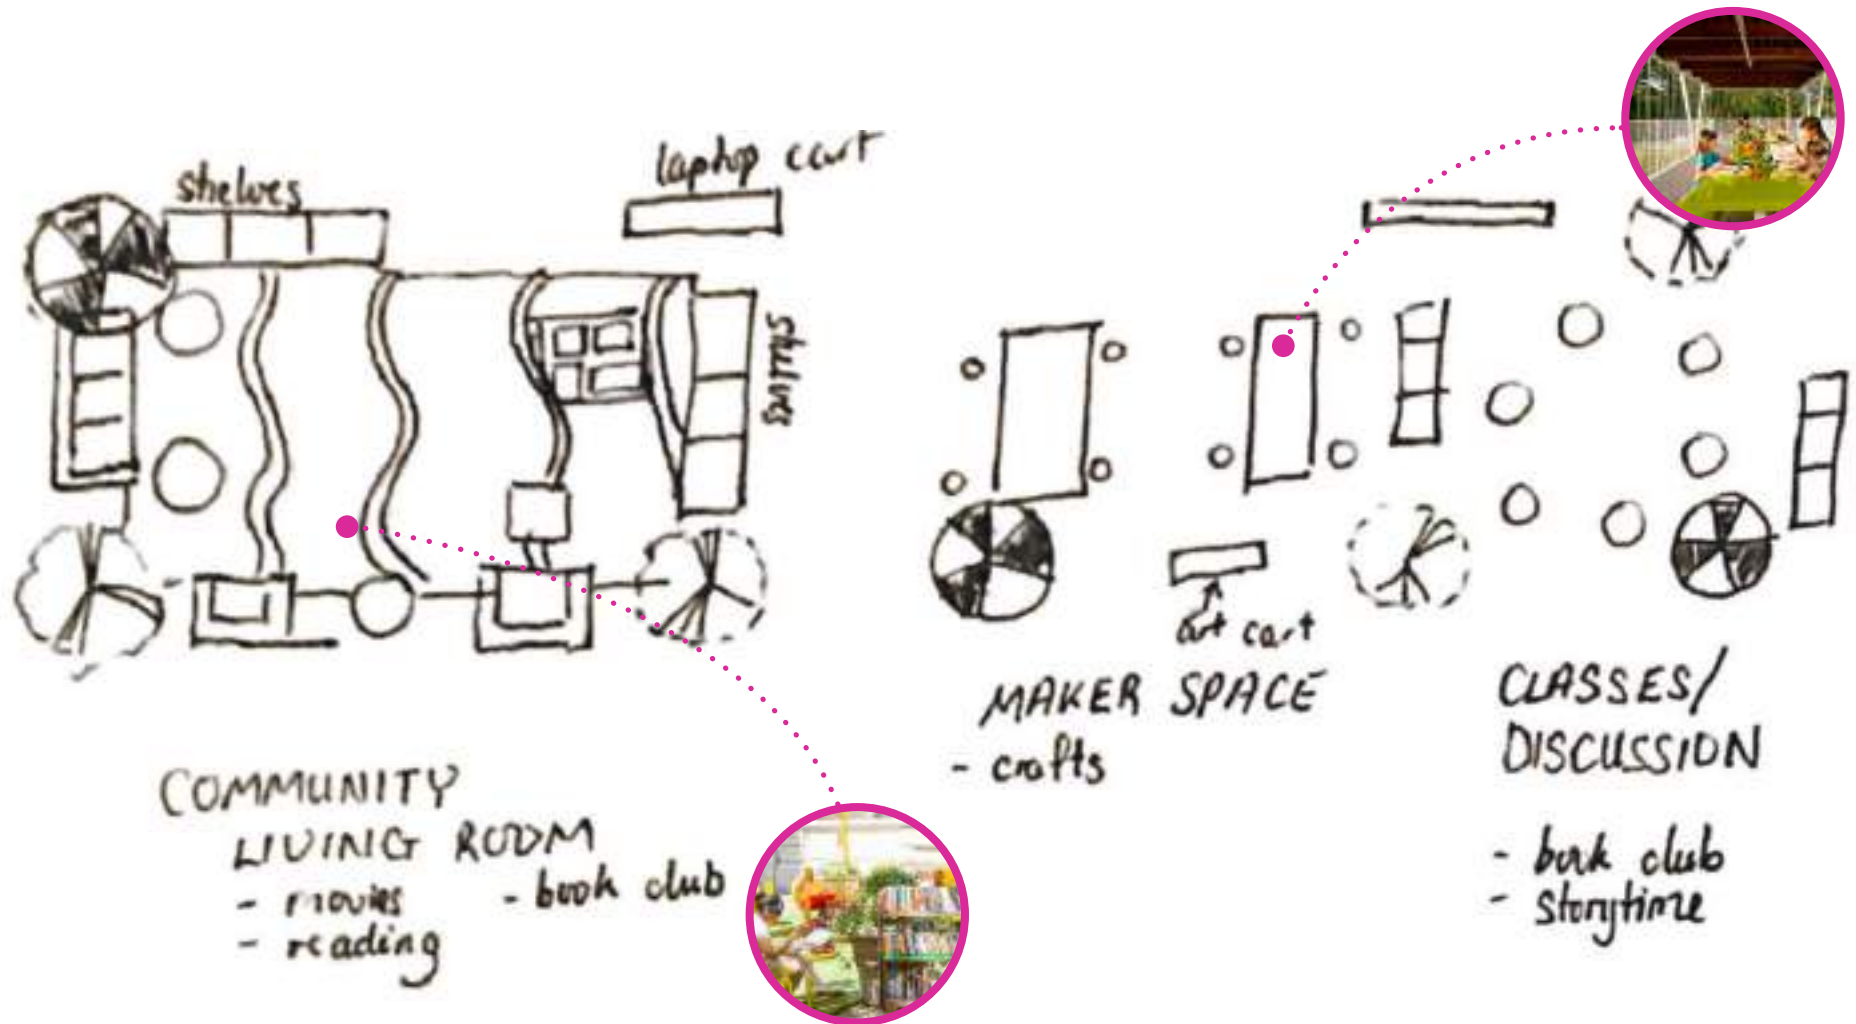 shelves
laptop cart
shelves
art cart
MAKER SPACE
- crafts
CLASSES/
DISCUSSION
- book club
- storytime
COMMUNITY
LIVING ROOM
- movies - book club
- reading